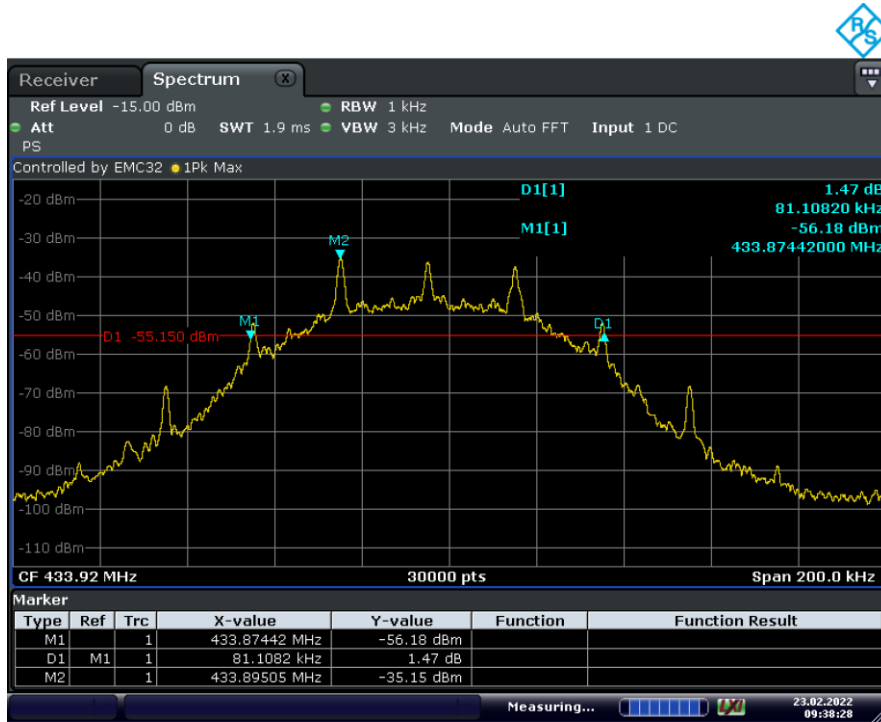 R&S
Receiver Spectrum X
Ref Level -15.00 dBm RBW 1 kHz
Att 0 dB SWT 1.9 ms VBW 3 kHz Mode Auto FFT Input 1 DC
PS
Controlled by EMC32 1Pk Max
D1[1] 1.47 dB
81.10820 kHz
M1[1] -56.18 dBm
433.87442000 MHz
-20 dBm
-30 dBm
M2
-40 dBm
-50 dBm
M1
D1
D1 -55.150 dBm
-60 dBm
-70 dBm
-80 dBm
-90 dBm
-100 dBm
-110 dBm
CF 433.92 MHz 30000 pts Span 200.0 kHz
Marker
Type Ref Trc X-value Y-value Function Function Result
M1 1 433.87442 MHz -56.18 dBm
D1 M1 1 81.1082 kHz 1.47 dB
M2 1 433.89505 MHz -35.15 dBm
Measuring... LXI 23.02.2022
09:38:28